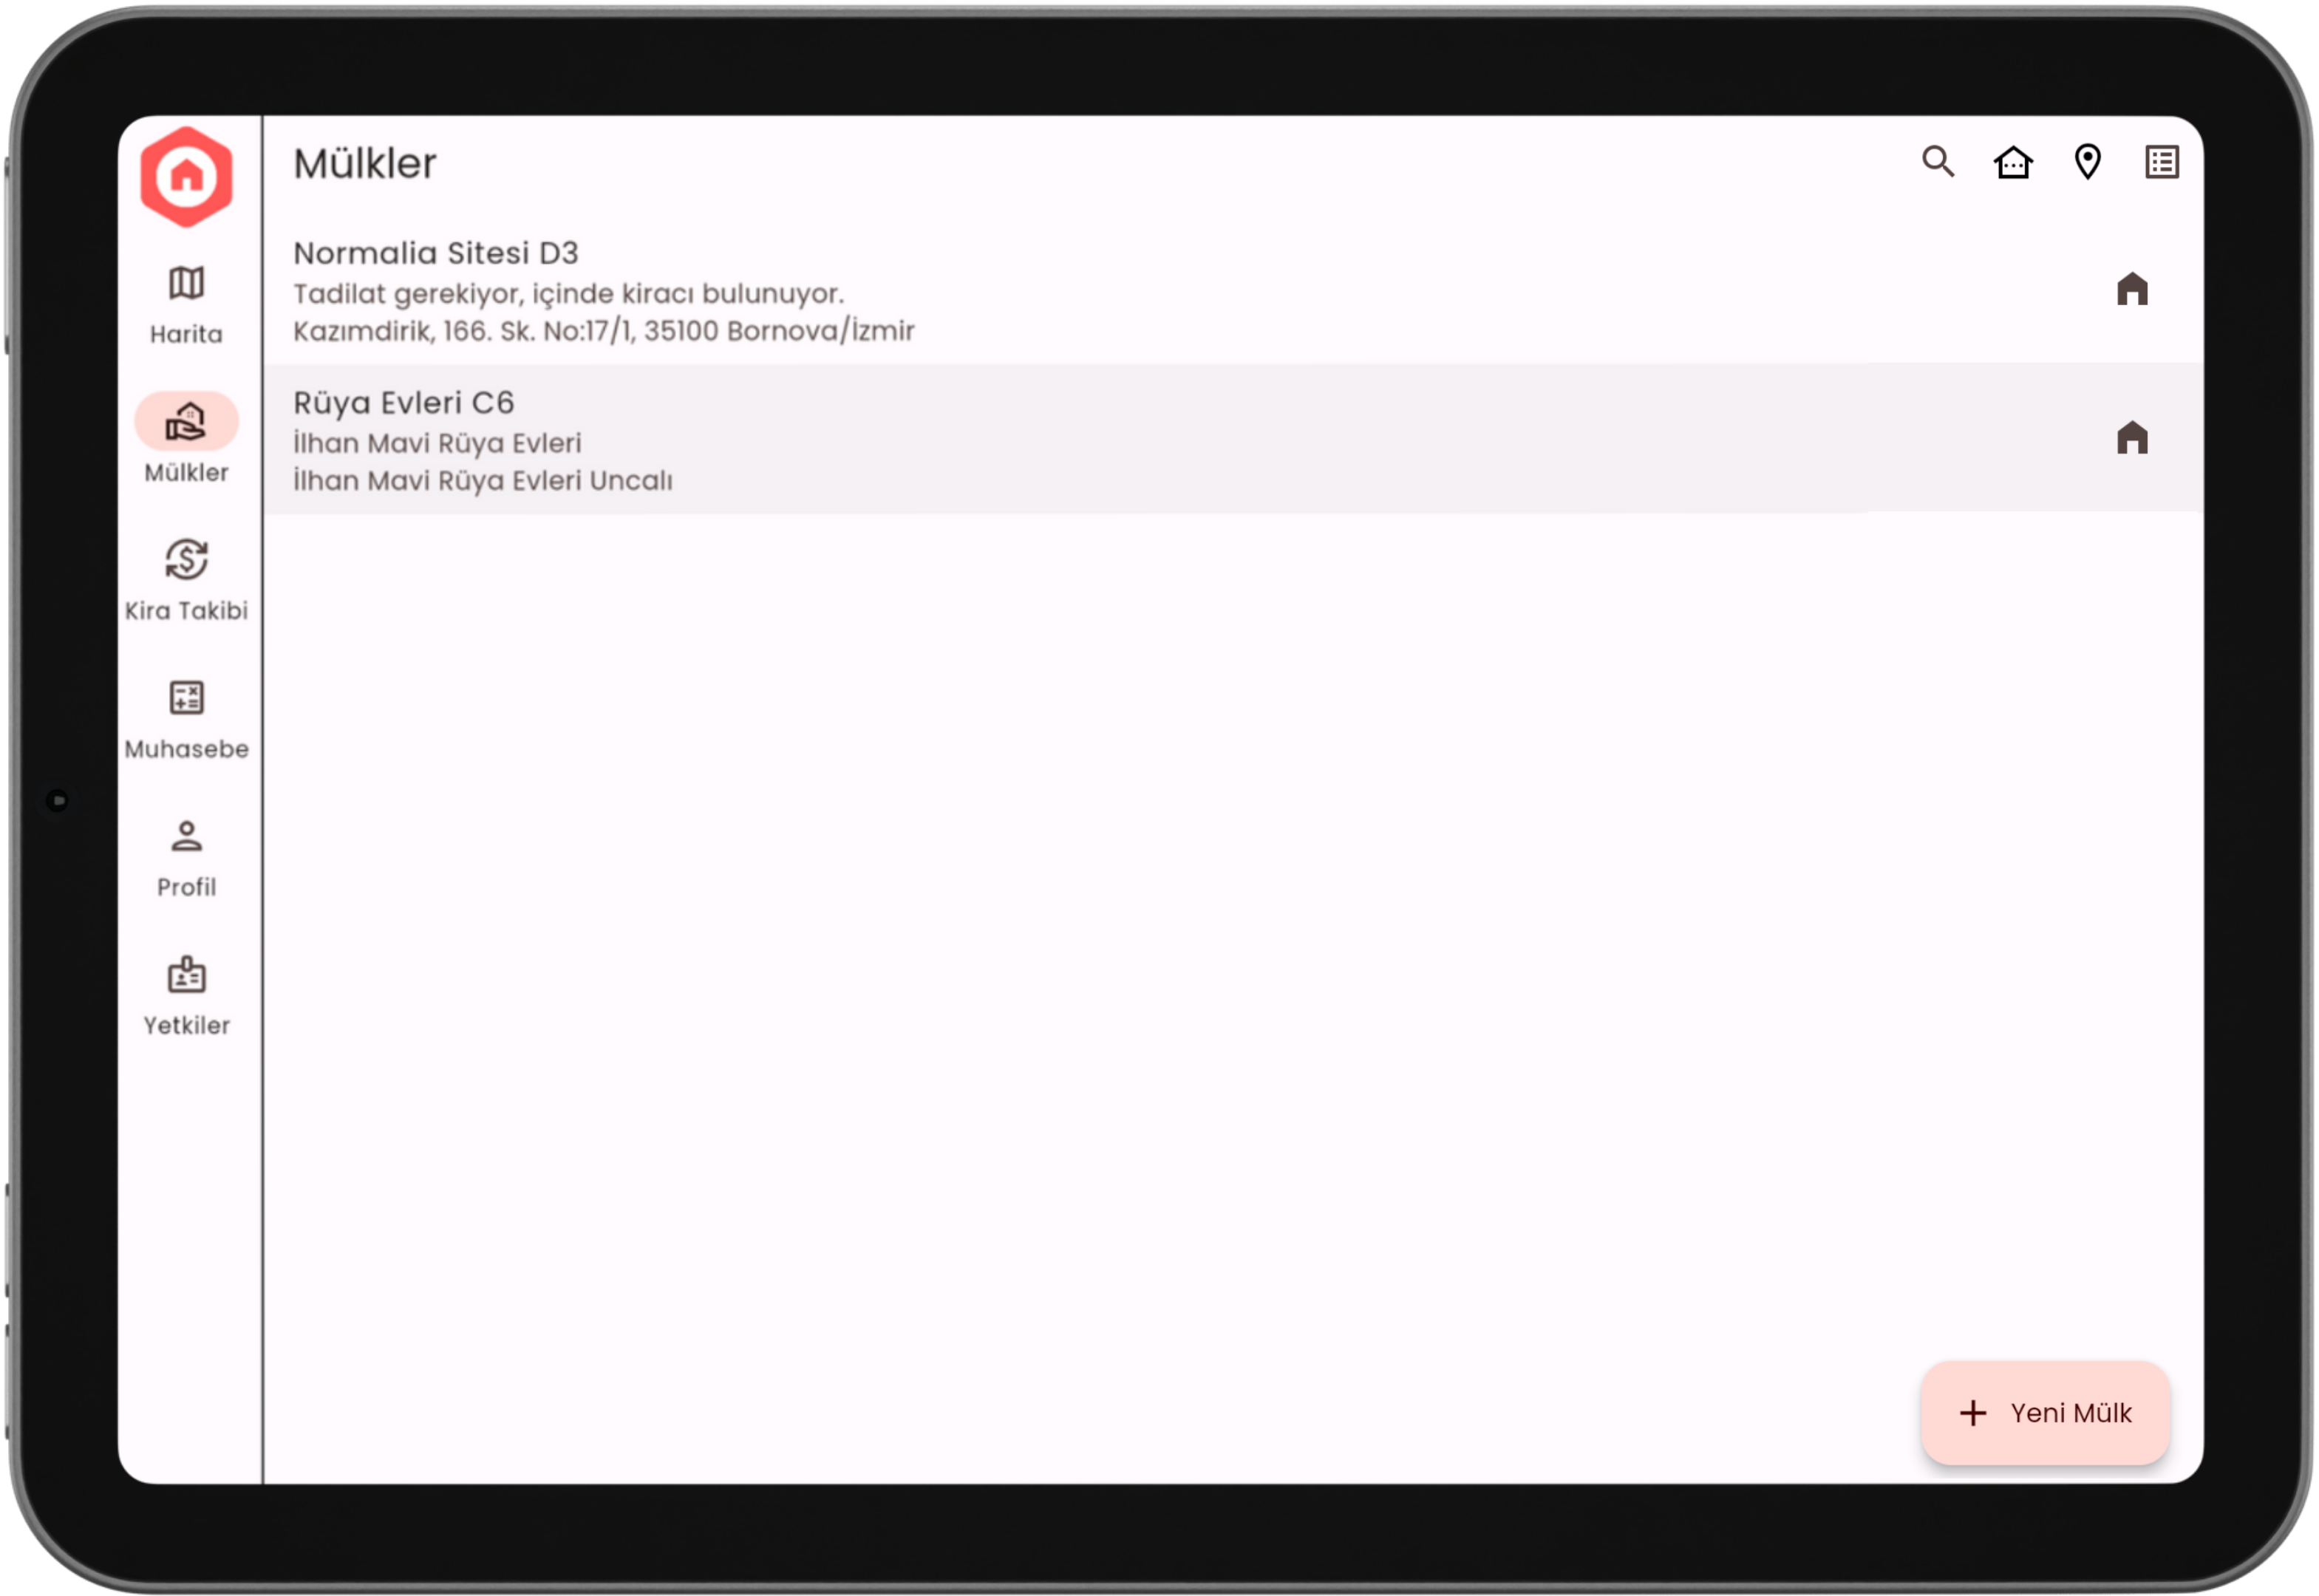 Mülkler
Normalia Sitesi D3
Tadilat gerekiyor, içinde kiracı bulunuyor.
Kazımdirik, 166. Sk. No:17/1, 35100 Bornova/İzmir
Rüya Evleri C6
İlhan Mavi Rüya Evleri
İlhan Mavi Rüya Evleri Uncalı
Harita
Mülkler
Kira Takibi
Muhasebe
Profil
Yetkiler
Yeni Mülk